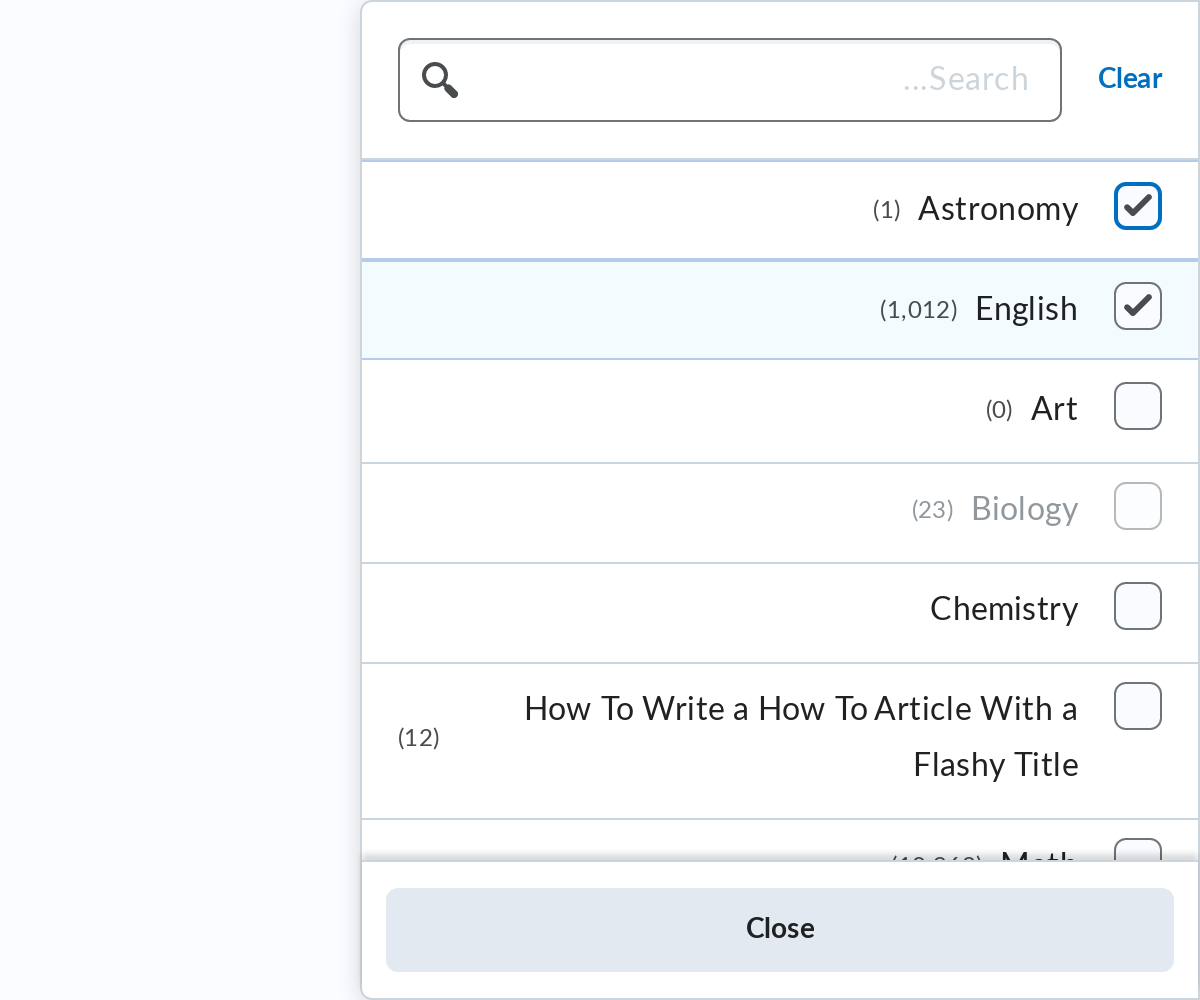 ...Search
Clear
Astronomy (1)
English (1,012)
Art (0)
Biology (23)
Chemistry
How To Write a How To Article With a
Flashy Title
(12)
Math
Close